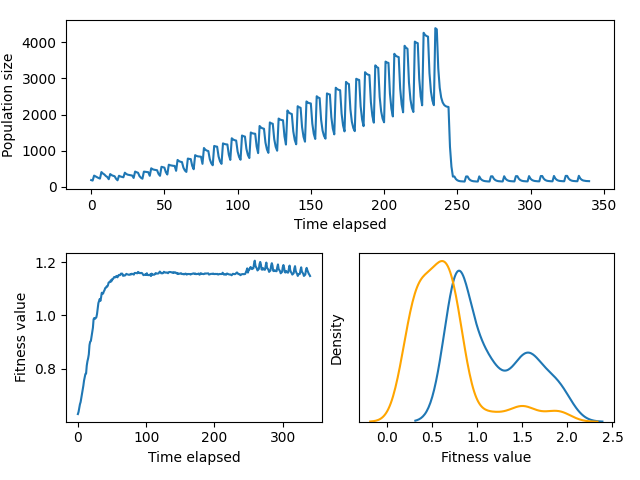 Population size
4000
3000
2000
1000
0
0 50 100 150 200 250 300 350
Time elapsed
Fitness value
1.2
1.0
0.8
0 100 200 300
Time elapsed
Density
0.0 0.5 1.0 1.5 2.0 2.5
Fitness value